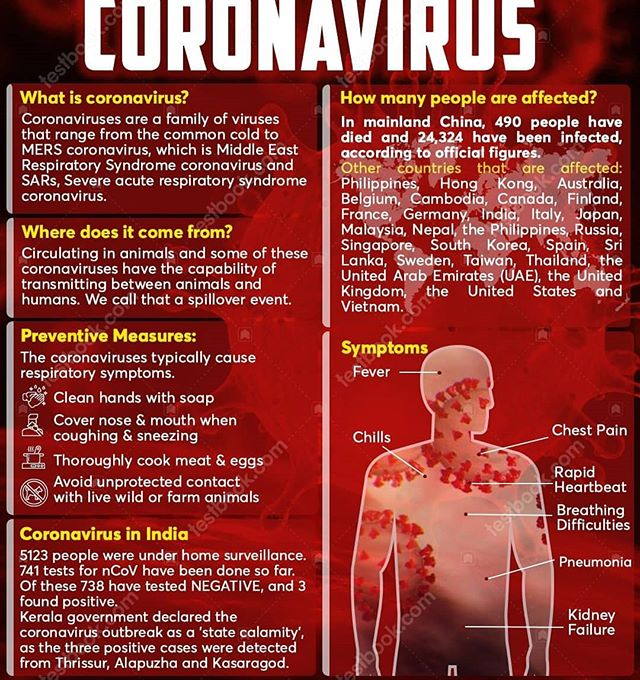 CORONAVIRUS
What is coronavirus?
Coronaviruses are a family of viruses
that range from the common cold to
MERS coronavirus, which is Middle East
Respiratory Syndrome coronavirus and
SARs, Severe acute respiratory syndrome
coronavirus.
Where does it come from?
Circulating in animals and some of these
coronaviruses have the capability of
transmitting between animals and
humans. We call that a spillover event.
Preventive Measures:
The coronaviruses typically cause
respiratory symptoms.
Clean hands with soap
Cover nose & mouth when
coughing & sneezing
Thoroughly cook meat & eggs
Avoid unprotected contact
with live wild or farm animals
Coronavirus in India
5123 people were under home surveillance.
741 tests for nCoV have been done so far.
Of these 738 have tested NEGATIVE, and 3
found positive.
Kerala government declared the
coronavirus outbreak as a 'state calamity',
as the three positive cases were detected
from Thrissur, Alapuzha and Kasaragod.
How many people are affected?
In mainland China, 490 people have
died and 24,324 have been infected,
according to official figures.
Other countries that are affected:
Philippines, Hong Kong, Australia,
Belgium, Cambodia, Canada, Finland,
France, Germany, India, Italy, Japan,
Malaysia, Nepal, the Philippines, Russia,
Singapore, South Korea, Spain, Sri
Lanka, Sweden, Taiwan, Thailand, the
United Arab Emirates (UAE), the United
Kingdom, the United States and
Vietnam.
Symptoms
Fever
Chills
Chest Pain
Rapid
Heartbeat
Breathing
Difficulties
Pneumonia
Kidney
Failure
testbook.com